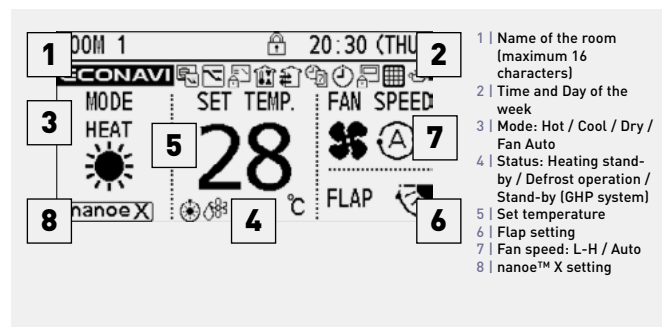 1
OOM 1
20:30 (THU
2
ECONAVI
MODE
SET TEMP.
FAN SPEED
3
HEAT
5
28
A
7
FLAP
8
nanoe X
4
°C
6
1 | Name of the room
(maximum 16
characters)
2 | Time and Day of the
week
3 | Mode: Hot / Cool / Dry /
Fan Auto
4 | Status: Heating stand-
by / Defrost operation /
Stand-by (GHP system)
5 | Set temperature
6 | Flap setting
7 | Fan speed: L-H / Auto
8 | nanoe™ X setting